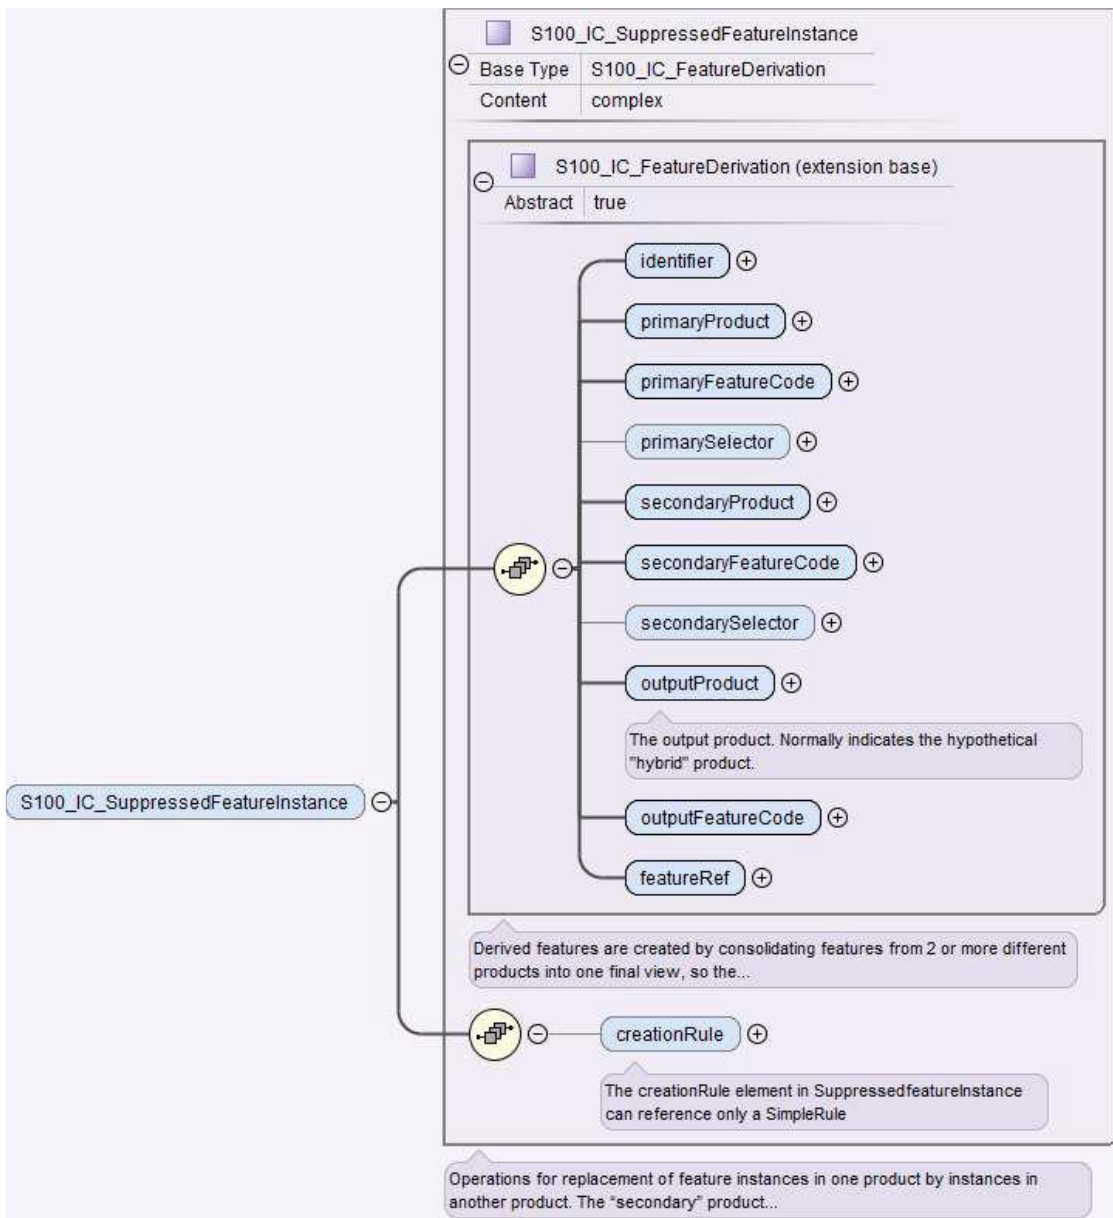 S100_IC_SuppressedFeatureInstance
Base Type S100_IC_FeatureDerivation
Content complex
S100_IC_FeatureDerivation (extension base)
Abstract true
identifier
primaryProduct
primaryFeatureCode
primarySelector
secondaryProduct
secondaryFeatureCode
secondarySelector
outputProduct
The output product. Normally indicates the hypothetical
"hybrid" product.
S100_IC_SuppressedFeatureInstance
outputFeatureCode
featureRef
Derived features are created by consolidating features from 2 or more different
products into one final view, so the...
creationRule
The creationRule element in SuppressedfeatureInstance
can reference only a SimpleRule
Operations for replacement of feature instances in one product by instances in
another product. The “secondary” product...